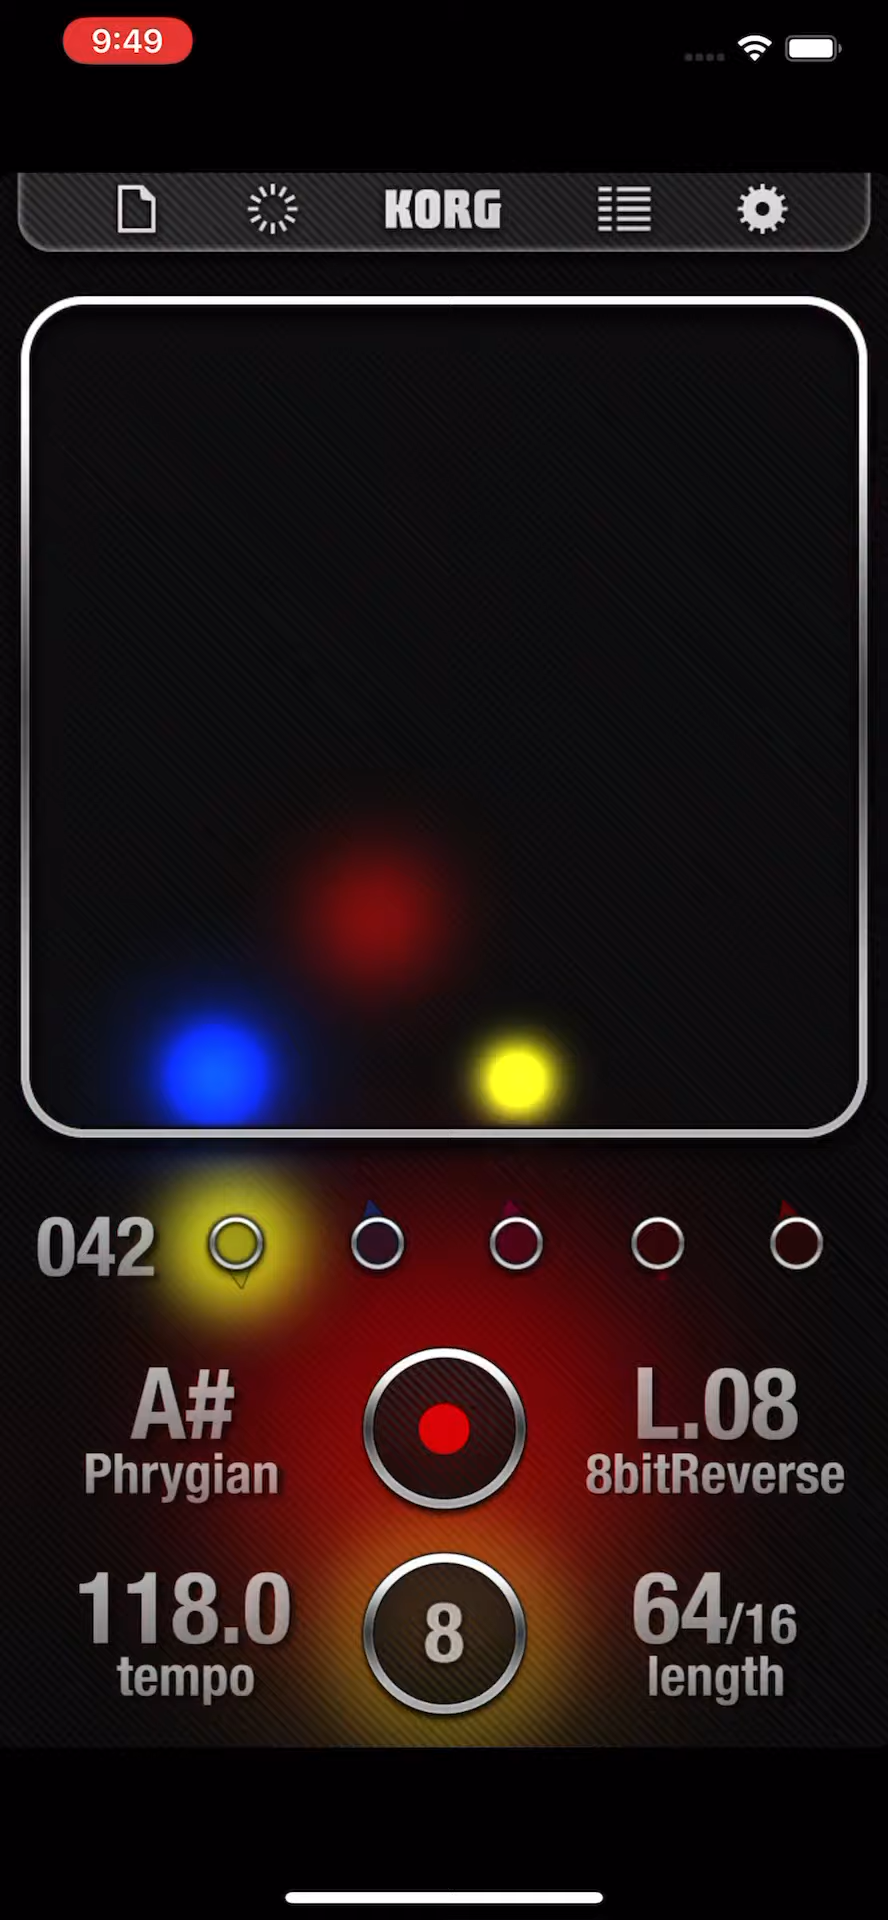 9:49
KORG
042
A#
Phrygian
L.08
8bitReverse
118.0
tempo
8
64/16
length